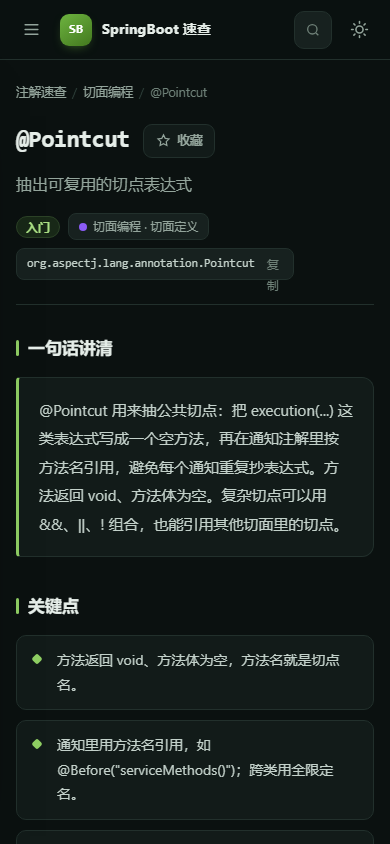 SB SpringBoot 速查
注解速查 / 切面编程 / @Pointcut
@Pointcut 收藏
抽出可复用的切点表达式
入门 切面编程 · 切面定义
org.aspectj.lang.annotation.Pointcut 复
制
一句话讲清
@Pointcut 用来抽公共切点：把 execution(...) 这
类表达式写成一个空方法，再在通知注解里按
方法名引用，避免每个通知重复抄表达式。方
法返回 void、方法体为空。复杂切点可以用
&&、||、! 组合，也能引用其他切面里的切点。
关键点
方法返回 void、方法体为空，方法名就是切点
名。
通知里用方法名引用，如
@Before("serviceMethods()")；跨类用全限定
名。